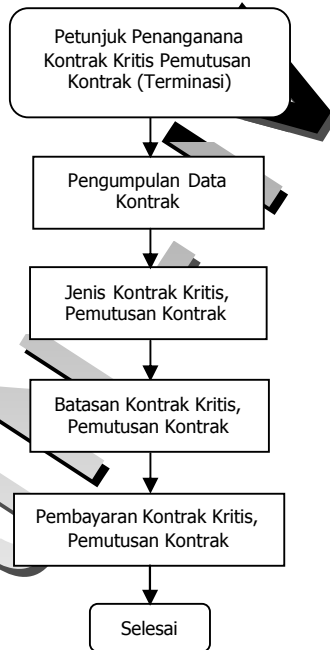 Petunjuk Penanganana
Kontrak Kritis Pemutusan
Kontrak (Terminasi)
Pengumpulan Data
Kontrak
Jenis Kontrak Kritis,
Pemutusan Kontrak
Batasan Kontrak Kritis,
Pemutusan Kontrak
Pembayaran Kontrak Kritis,
Pemutusan Kontrak
Selesai